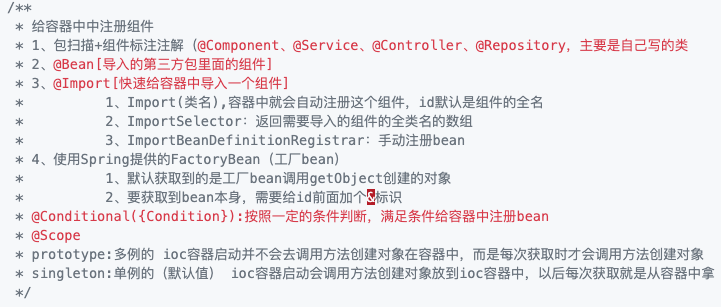 /**
* 给容器中中注册组件
* 1、包扫描+组件标注注解（@Component、@Service、@Controller、@Repository，主要是自己写的类
* 2、@Bean[导入的第三方包里面的组件]
* 3、@Import[快速给容器中导入一个组件]
* 1、Import(类名),容器中就会自动注册这个组件，id默认是组件的全名
* 2、ImportSelector：返回需要导入的组件的全类名的数组
* 3、ImportBeanDefinitionRegistrar：手动注册bean
* 4、使用Spring提供的FactoryBean（工厂bean）
* 1、默认获取到的是工厂bean调用getObject创建的对象
* 2、要获取到bean本身，需要给id前面加个&标识
* @Conditional({Condition}):按照一定的条件判断，满足条件给容器中注册bean
* @Scope
* prototype:多例的 ioc容器启动并不会去调用方法创建对象在容器中，而是每次获取时才会调用方法创建对象
* singleton:单例的（默认值） ioc容器启动会调用方法创建对象放到ioc容器中，以后每次获取就是从容器中拿
*/